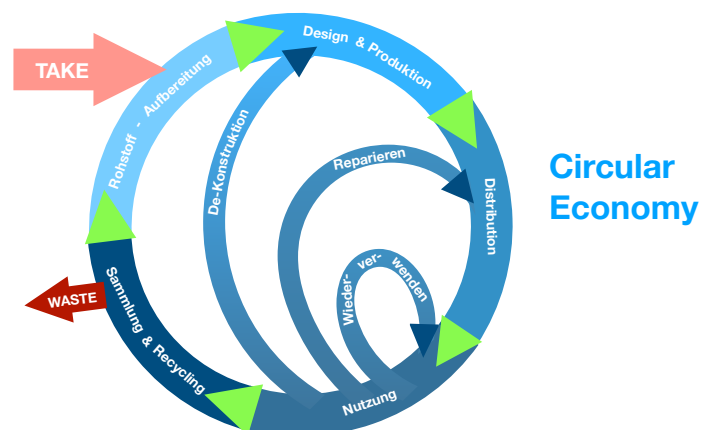 TAKE
Rohstoff - Aufbereitung
Design & Produktion
De-Konstruktion
Reparieren
Distribution
Circular
Economy
Wieder- ver- wenden
WASTE
Sammlung & Recycling
Nutzung